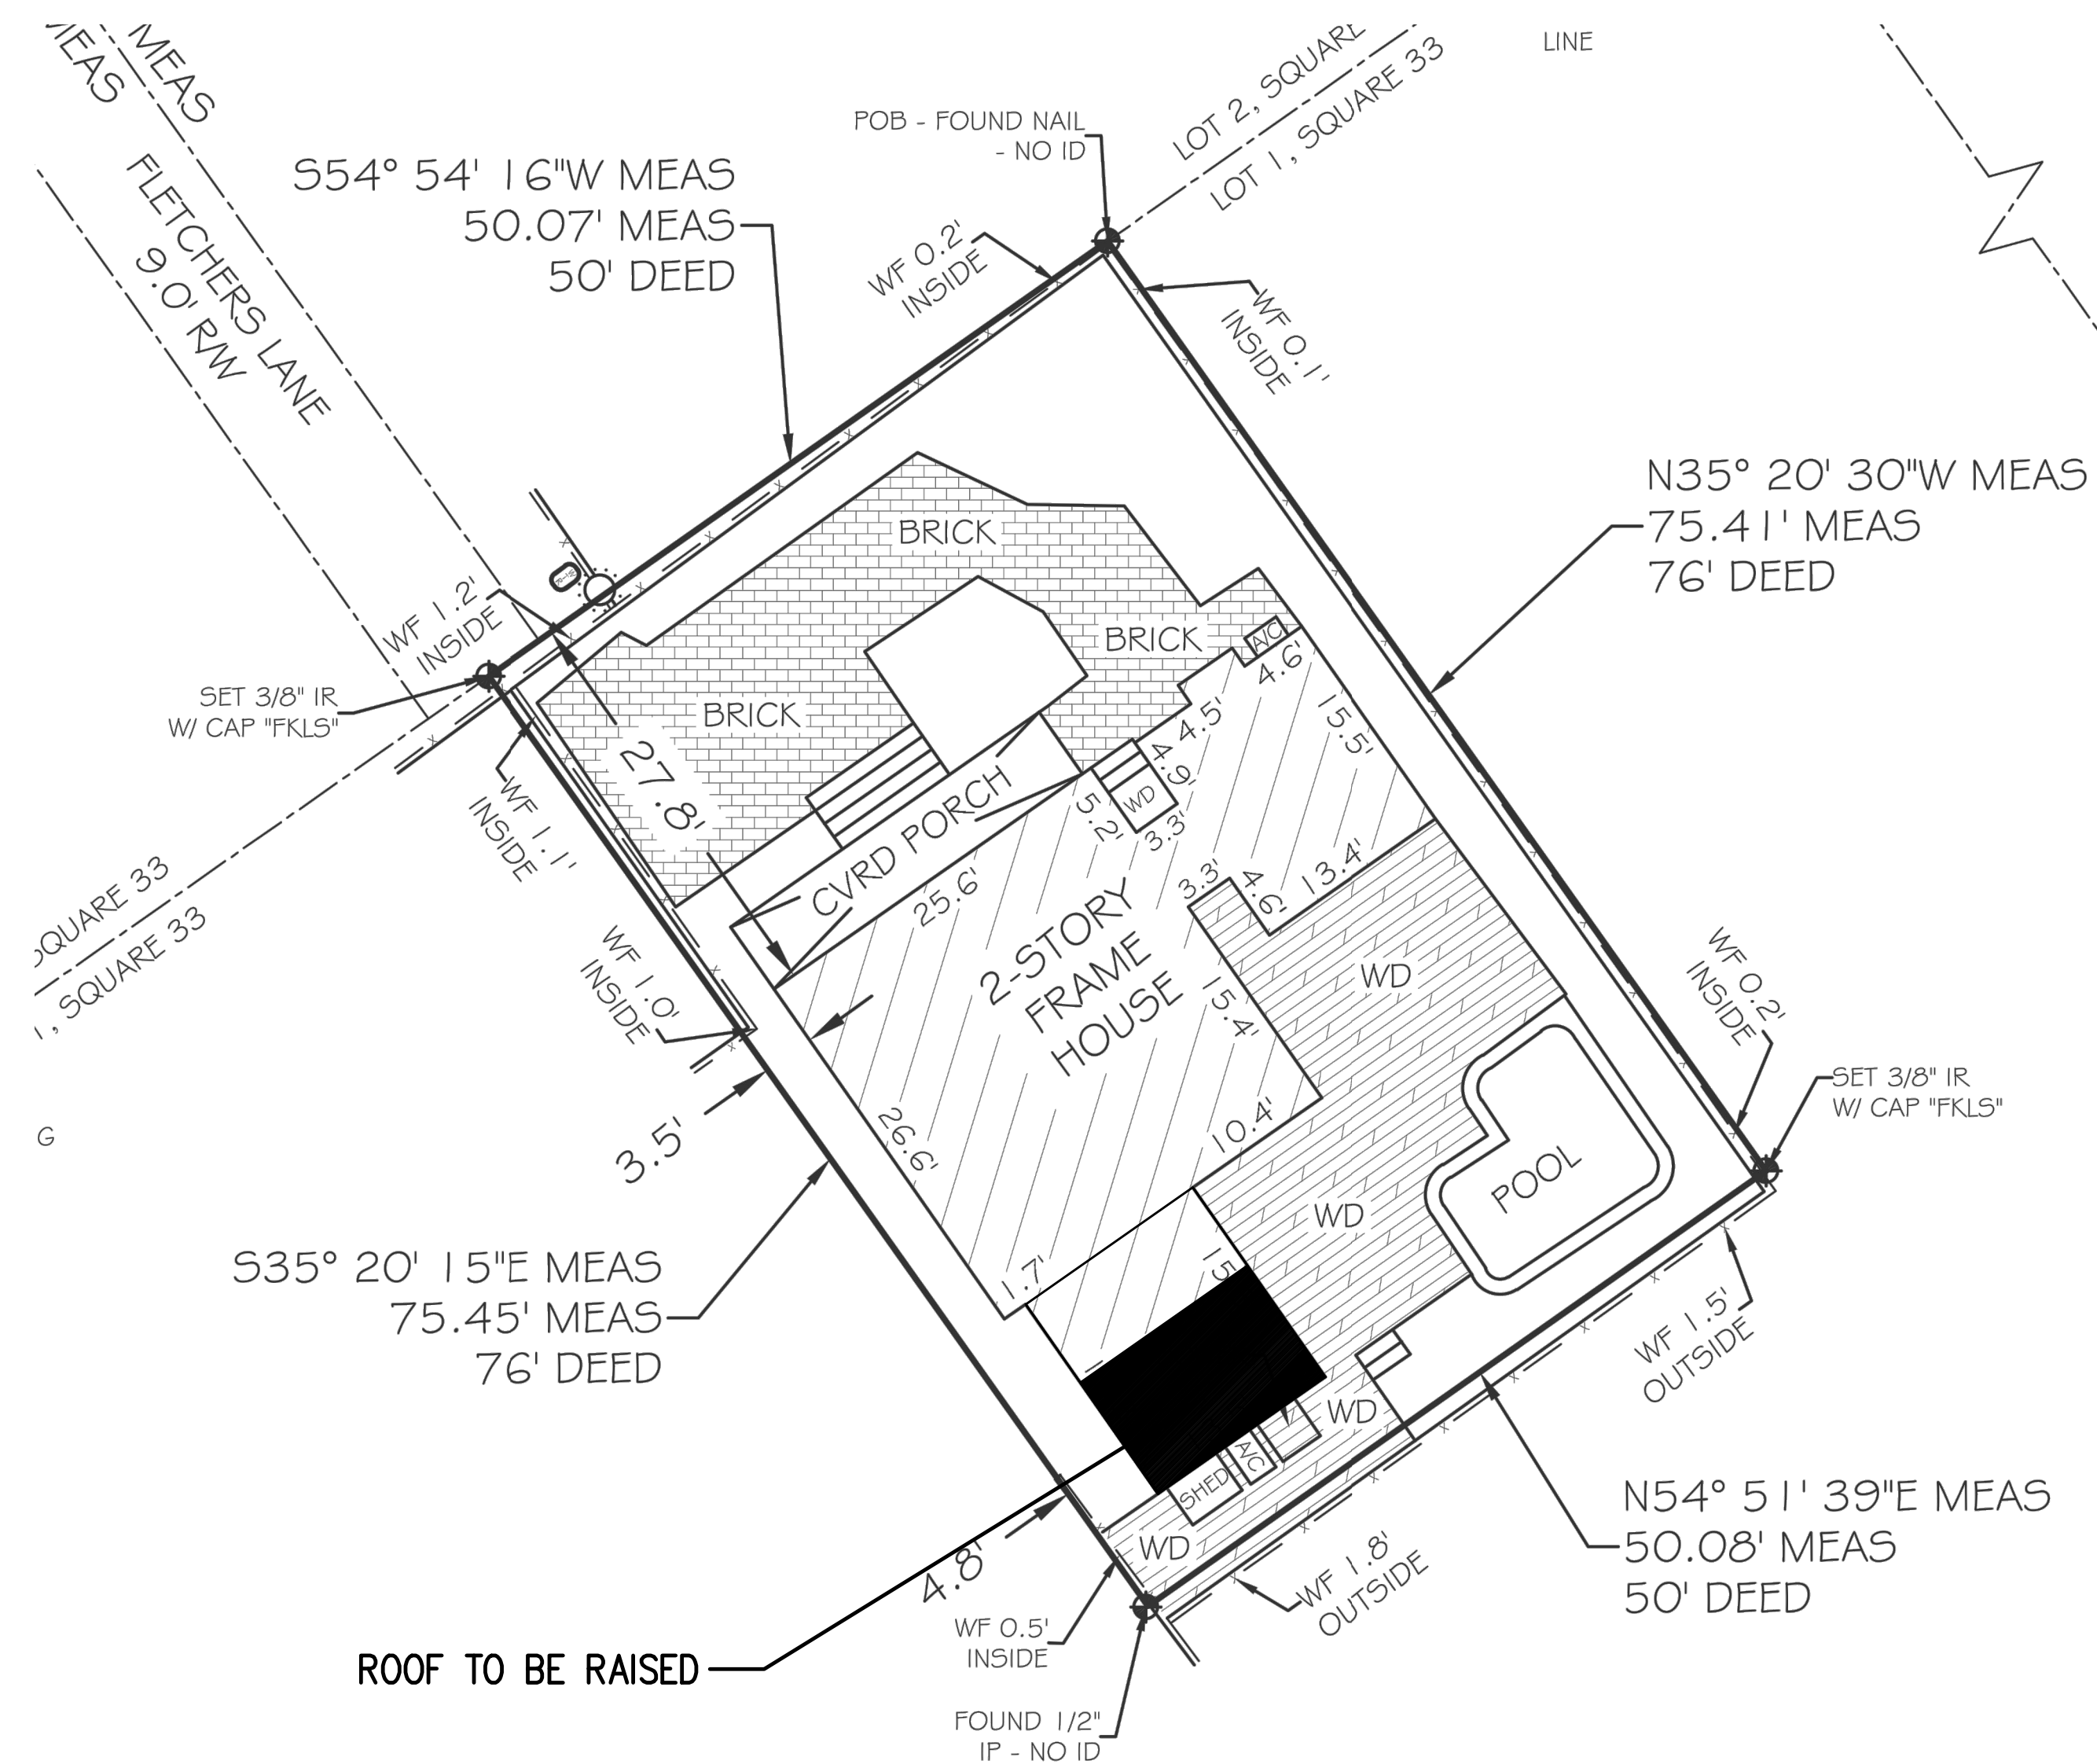 MEAS
MEAS
FLETCHERS LANE
9.0' R/W
LINE
LOT 2, SQUARE
LOT 1, SQUARE 33
POB - FOUND NAIL
- NO ID
S54° 54' 16"W MEAS
50.07' MEAS
50' DEED
WF 0.2'
INSIDE
WF 0.1'
INSIDE
N35° 20' 30"W MEAS
75.41' MEAS
76' DEED
BRICK
BRICK
BRICK
A/C
WF 1.2'
INSIDE
SET 3/8" IR
W/ CAP "FKLS"
WF 1.1'
INSIDE
27.8'
CVRD PORCH
4.6'
4.5'
15.5'
4.9'
WD
5.2'
3.3'
25.6'
2-STORY
FRAME
HOUSE
3.3'
4.6'
13.4'
WD
15.4'
SQUARE 33
1, SQUARE 33
WF 1.0'
INSIDE
WF 0.2'
INSIDE
SET 3/8" IR
W/ CAP "FKLS"
G
3.5'
26.6'
10.4'
POOL
WD
S35° 20' 15"E MEAS
75.45' MEAS
76' DEED
1.7'
15
WF 1.5'
OUTSIDE
WD
A/C
SHED
WD
N54° 51' 39"E MEAS
50.08' MEAS
50' DEED
4.8'
WF 1.8'
OUTSIDE
WF 0.5'
INSIDE
ROOF TO BE RAISED
FOUND 1/2"
IP - NO ID